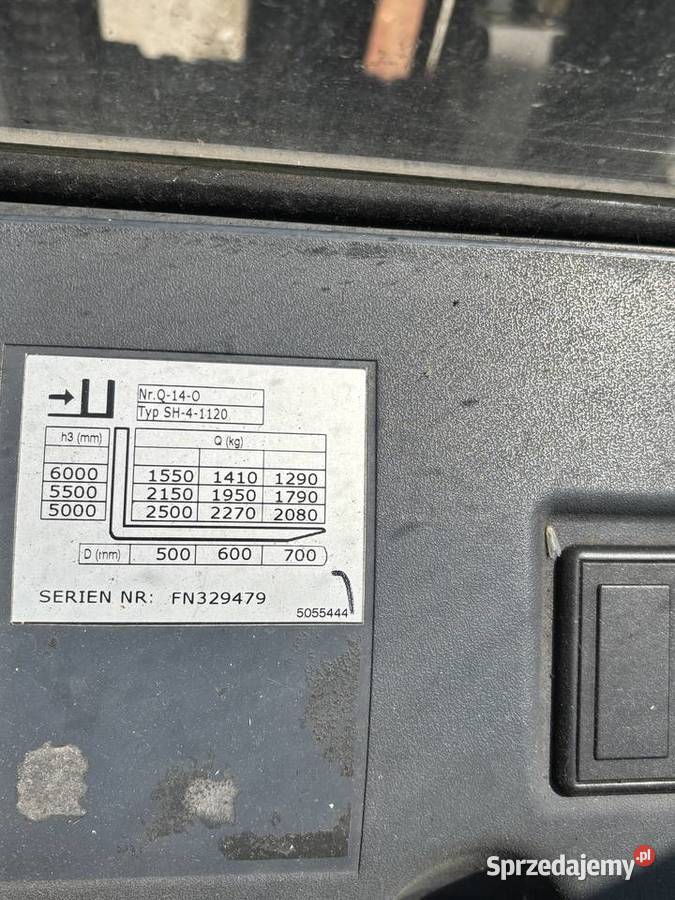 Nr.Q-14-O
Typ SH-4-1120
h3 (mm) Q (kg)
6000 1550 1410 1290
5500 2150 1950 1790
5000 2500 2270 2080
D (mm) 500 600 700
SERIEN NR: FN329479
5055444
Sprzedajemy.pl